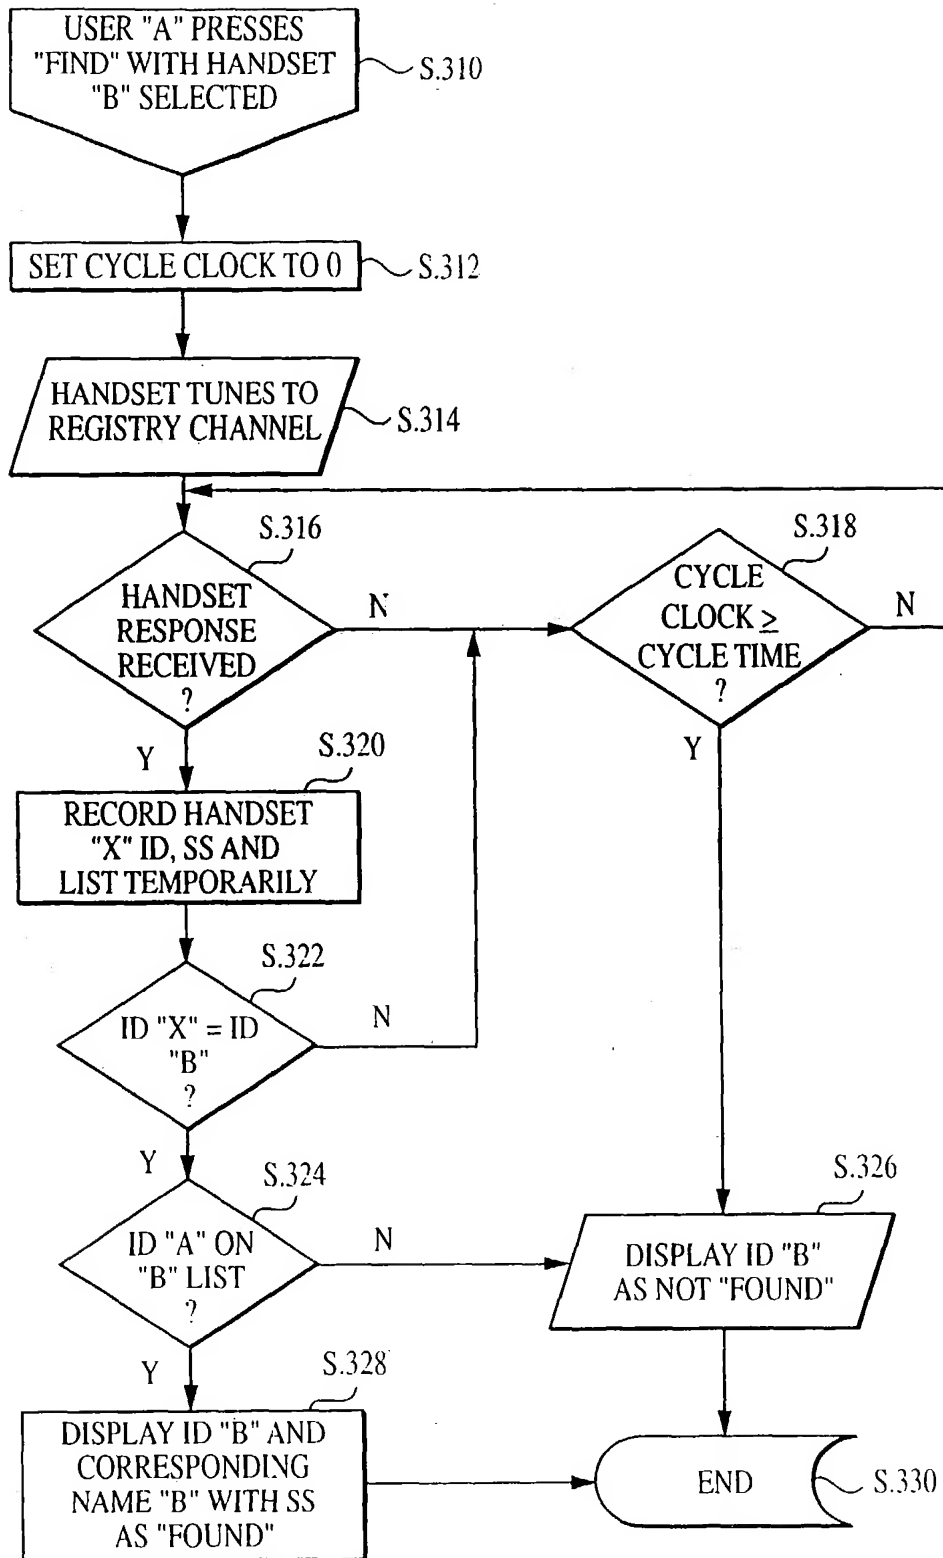 USER "A" PRESSES
"FIND" WITH HANDSET
"B" SELECTED
S.310
SET CYCLE CLOCK TO 0
S.312
HANDSET TUNES TO
REGISTRY CHANNEL
S.314
S.316
HANDSET
RESPONSE
RECEIVED
?
N
Y
S.318
CYCLE
CLOCK ≥
CYCLE TIME
?
N
Y
S.320
RECORD HANDSET
"X" ID, SS AND
LIST TEMPORARILY
S.322
ID "X" = ID
"B"
?
N
Y
S.324
ID "A" ON
"B" LIST
?
N
Y
S.326
DISPLAY ID "B"
AS NOT "FOUND"
S.328
DISPLAY ID "B" AND
CORRESPONDING
NAME "B" WITH SS
AS "FOUND"
END
S.330